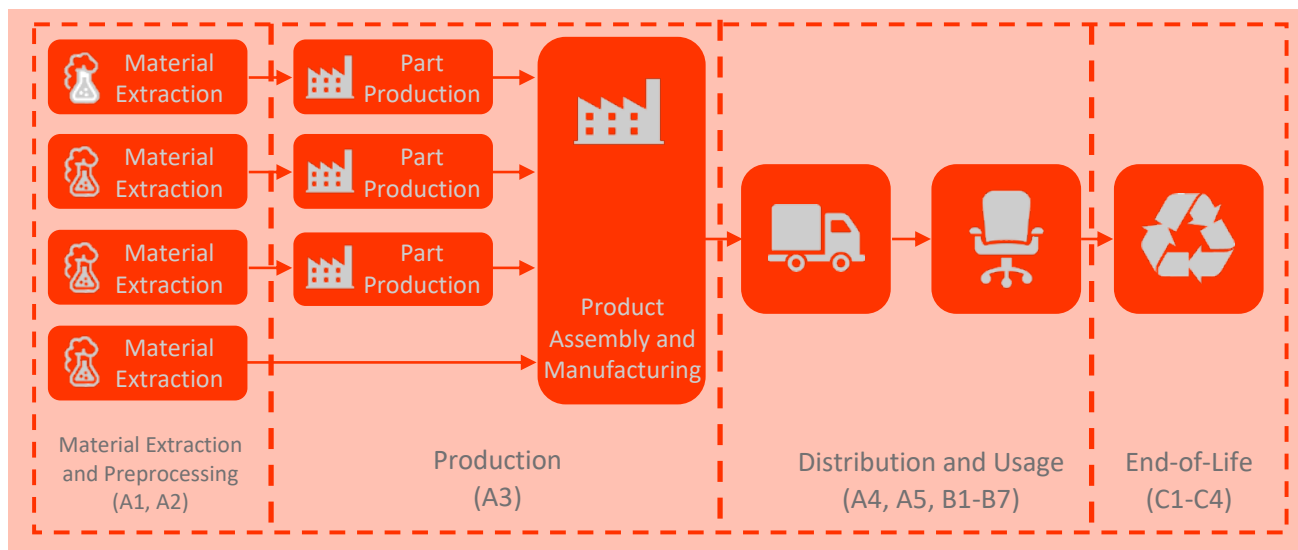 Material
Extraction
Part
Production
Material
Extraction
Part
Production
Material
Extraction
Part
Production
Material
Extraction
Product
Assembly and
Manufacturing
Material Extraction
and Preprocessing
(A1, A2)
Production
(A3)
Distribution and Usage
(A4, A5, B1-B7)
End-of-Life
(C1-C4)